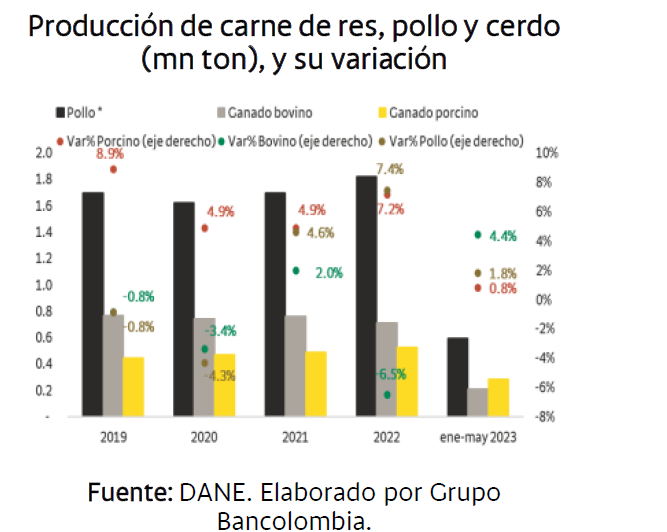 Producción de carne de res, pollo y cerdo
(mn ton), y su variación
Pollo * Ganado bovino Ganado porcino
Var% Porcino (eje derecho) Var% Bovino (eje derecho) Var% Pollo (eje derecho)
2.0 8.9% 10%
1.8 7.4% 8%
1.6 4.9% 4.9% 7.2% 6%
1.4 4.6% 4.4% 4%
1.2 2.0% 1.8% 2%
1.0 -0.8% 0.8% 0%
0.8 -0.8% -2%
0.6 -3.4% -4%
0.4 -4.3% -6.5% -6%
0.2 -8%
-
2019 2020 2021 2022 ene-may 2023
Fuente: DANE. Elaborado por Grupo
Bancolombia.